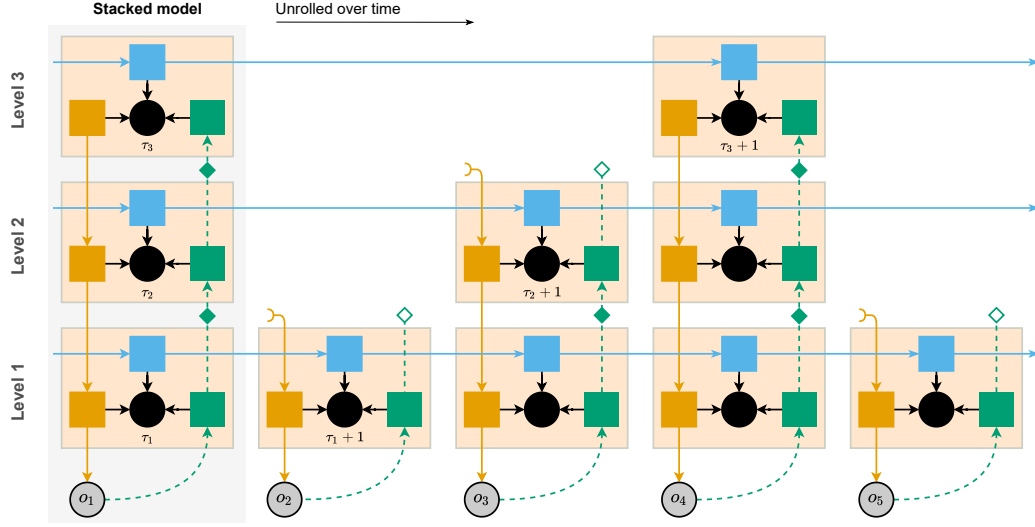 Stacked model
Unrolled over time
Level 3
τ₃
τ₃ + 1
Level 2
τ₂
τ₂ + 1
Level 1
τ₁
τ₁ + 1
o₁
o₂
o₃
o₄
o₅